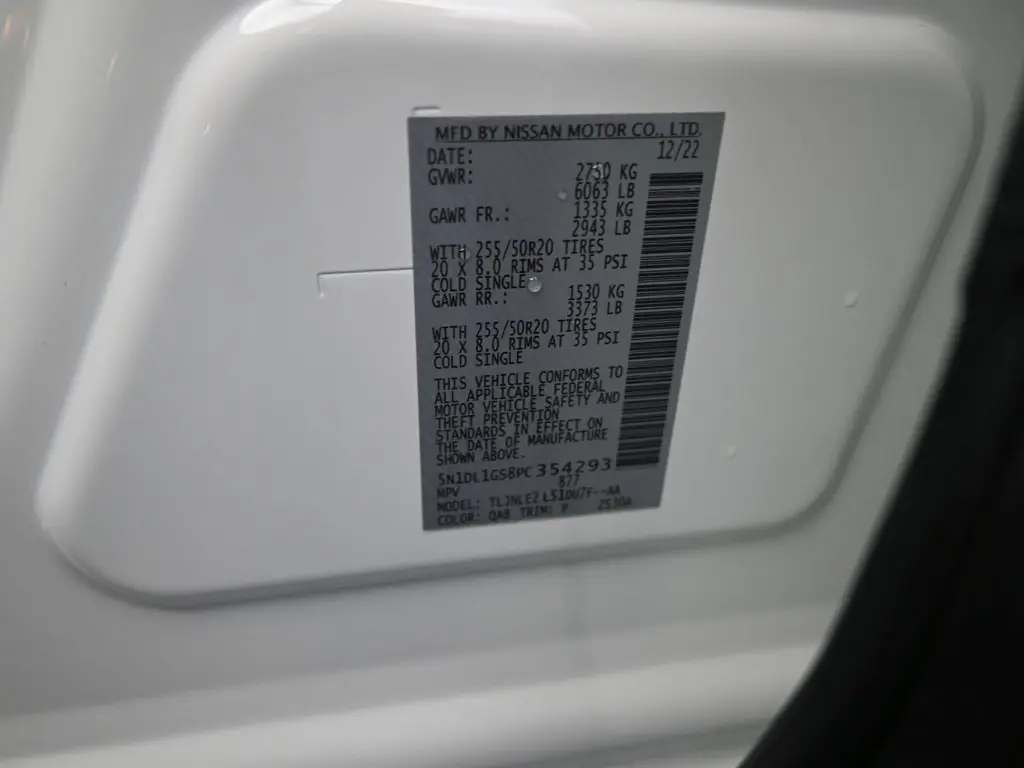 MFD BY NISSAN MOTOR CO., LTD.
DATE: 12/22
GVWR: 2750 KG
6063 LB
GAWR FR.: 1335 KG
2943 LB
WITH 255/50R20 TIRES
20 X 8.0 RIMS AT 35 PSI
COLD SINGLE
GAWR RR.: 1530 KG
3373 LB
WITH 255/50R20 TIRES
20 X 8.0 RIMS AT 35 PSI
COLD SINGLE
THIS VEHICLE CONFORMS TO
ALL APPLICABLE FEDERAL
MOTOR VEHICLE SAFETY AND
THEFT PREVENTION
STANDARDS IN EFFECT ON
THE DATE OF MANUFACTURE
SHOWN ABOVE.
5N1DL1GS8PC354293
MPV 877
MODEL:
COLOR: QAB TRIM: P